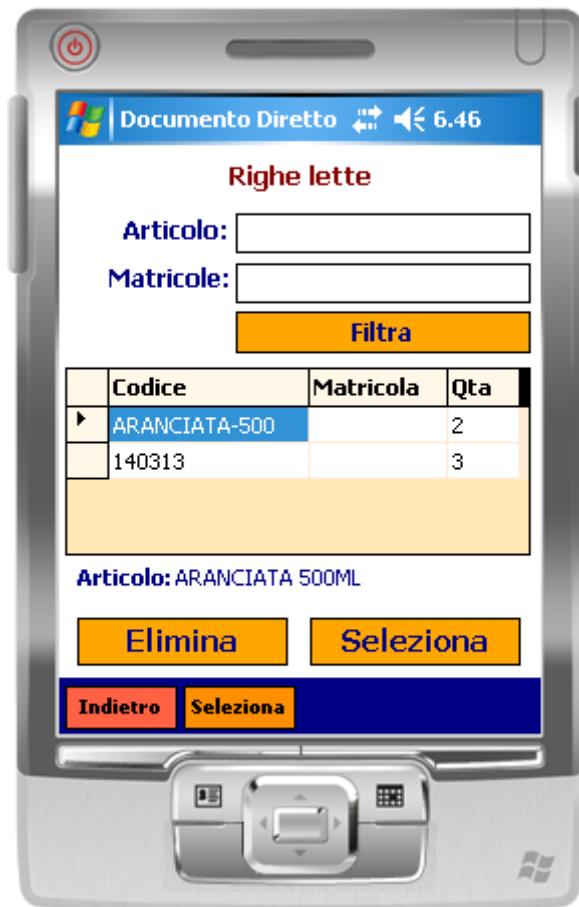 Documento Diretto 6.46
Righe lette
Articolo:
Matricole:
Filtra
Codice Matricola Qta
ARANCIATA-500 2
140313 3
Articolo: ARANCIATA 500ML
Elimina Seleziona
Indietro Seleziona